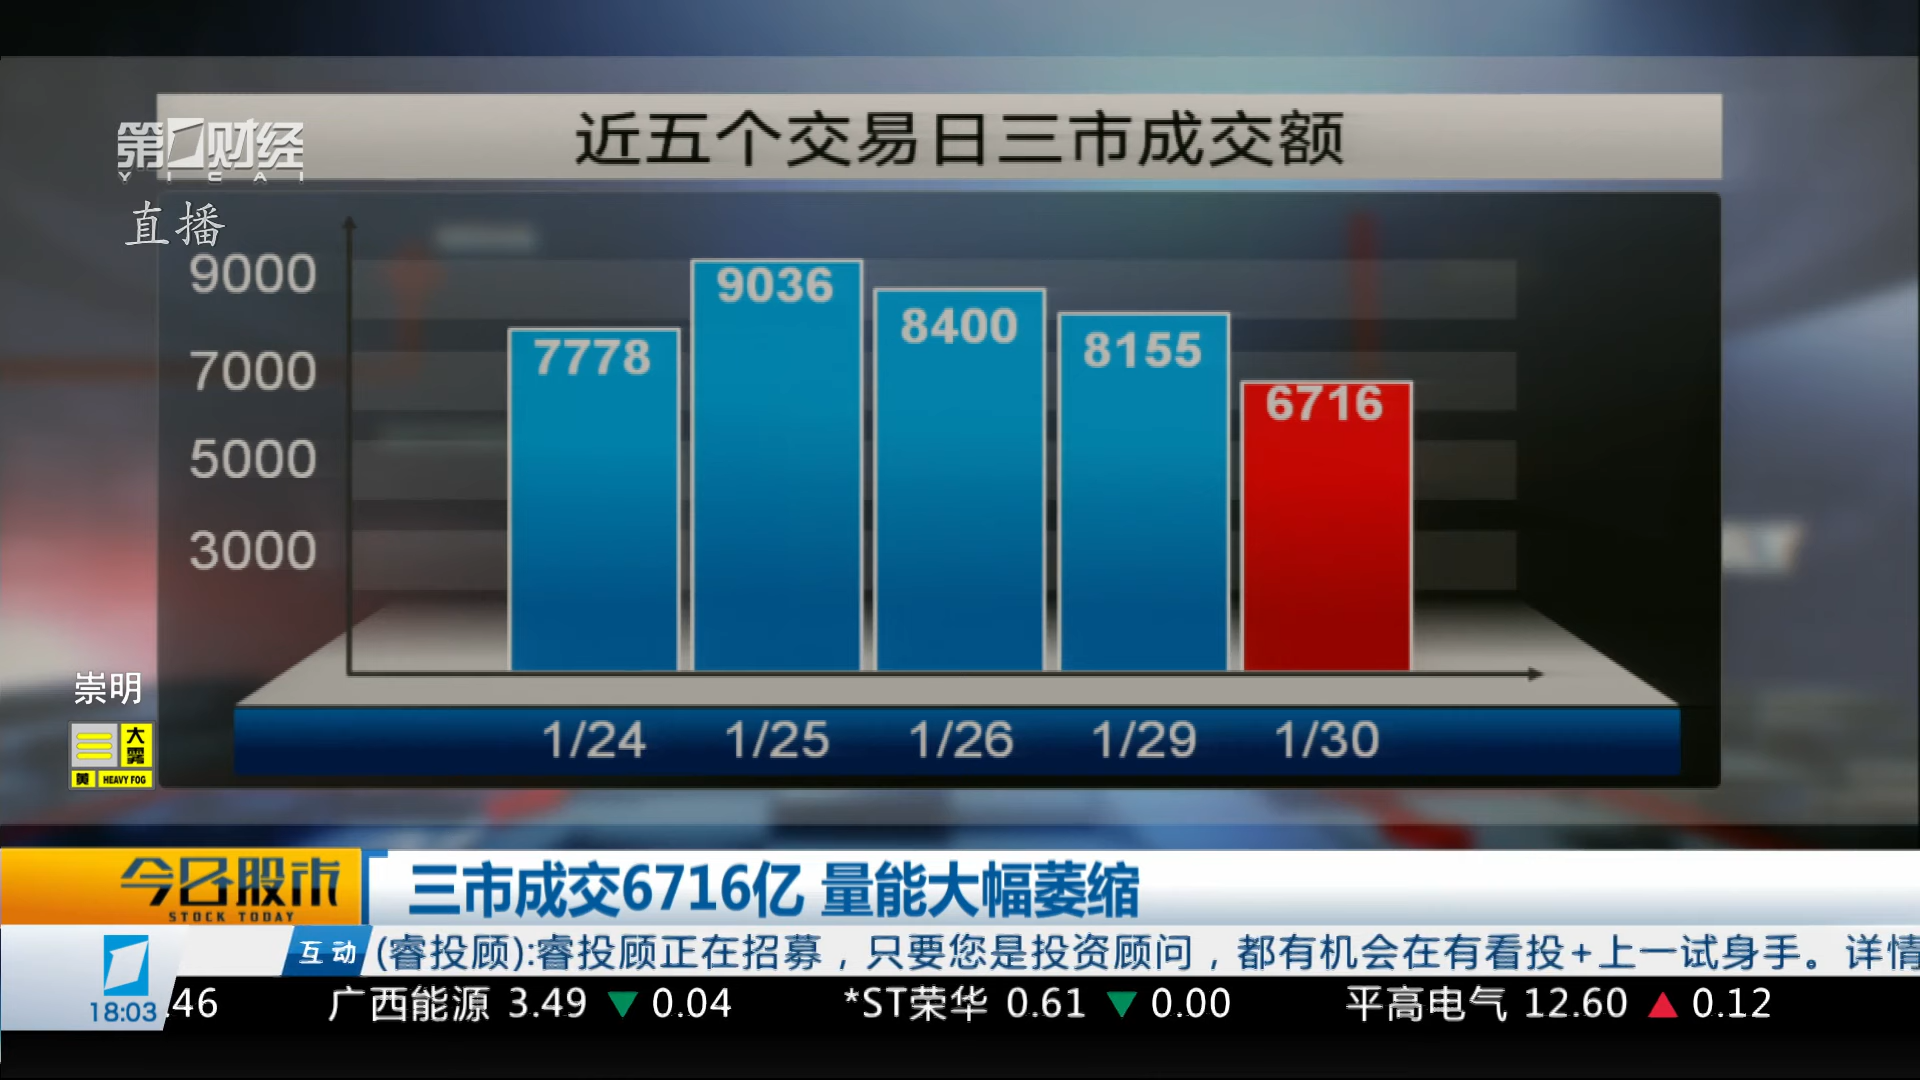 近五个交易日三市成交额
第1财经
YICAI
直播
9000
7000
5000
3000
7778
9036
8400
8155
6716
1/24
1/25
1/26
1/29
1/30
崇明
大雾
黄 HEAVY FOG
今日股市
STOCK TODAY
三市成交6716亿 量能大幅萎缩
互动 (睿投顾):睿投顾正在招募，只要您是投资顾问，都有机会在有看投+上一试身手。详情
18:03
.46 广西能源 3.49 ▼ 0.04 *ST荣华 0.61 ▼ 0.00 平高电气 12.60 ▲ 0.12